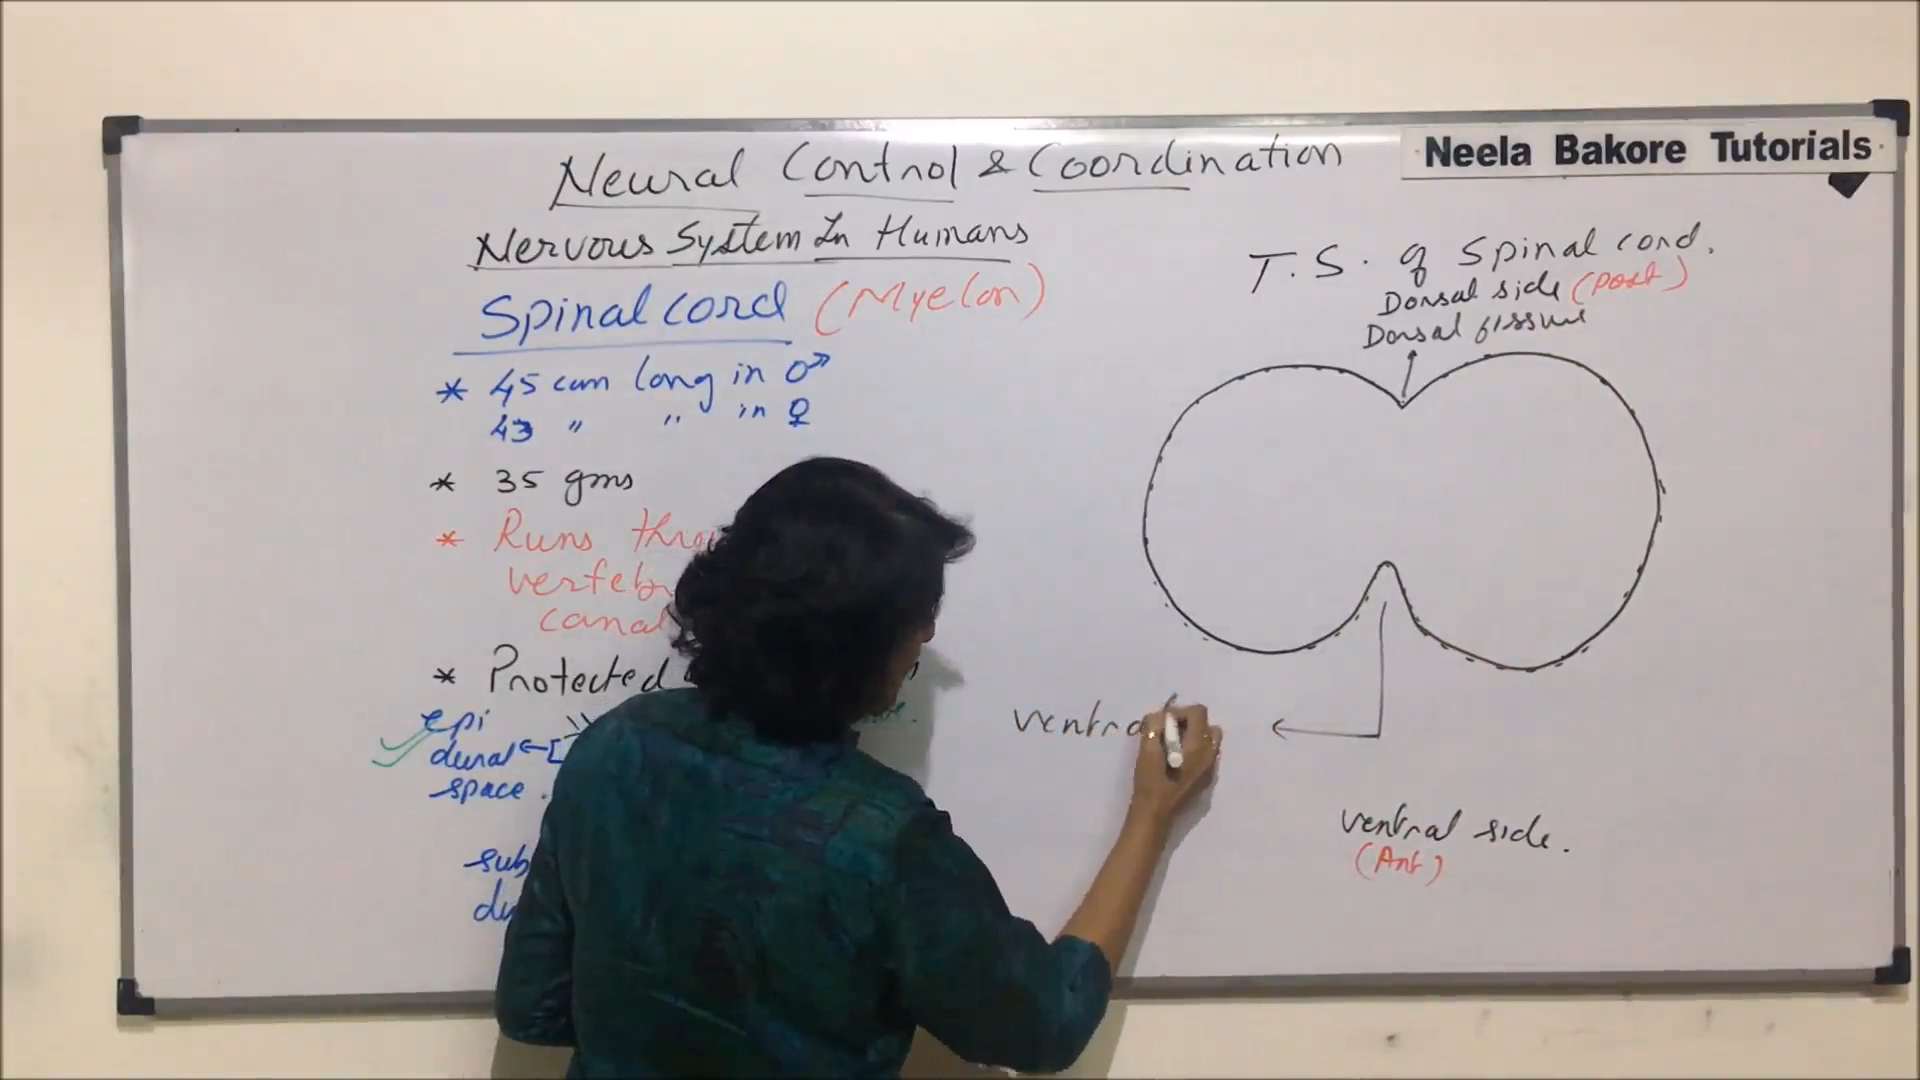 Neural Control & Coordination
Neela Bakore Tutorials
Nervous System In Humans
Spinal cord (Myelon)
* 45 cm long in ♂
43 " " in ♀
* 35 gms
* Runs thro
vertebr
canal
* Protected
epi
dural
space.
sub
du
T.S. of Spinal cord.
Dorsal side (Post)
Dorsal fissure
ventral
ventral side.
(Ant)